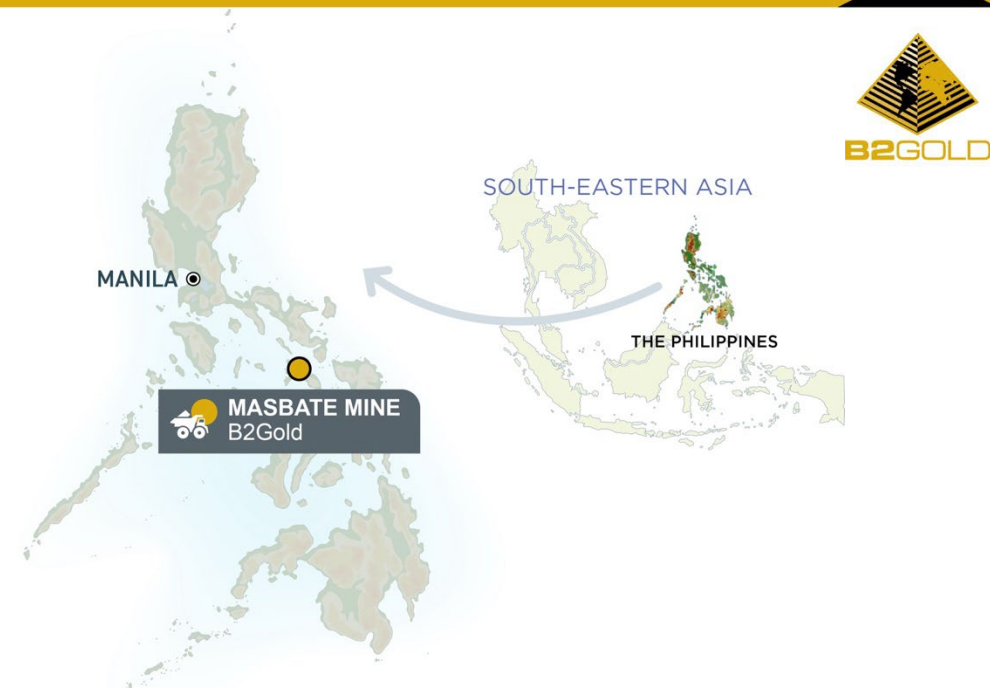 B2GOLD
SOUTH-EASTERN ASIA
MANILA
THE PHILIPPINES
MASBATE MINE
B2Gold